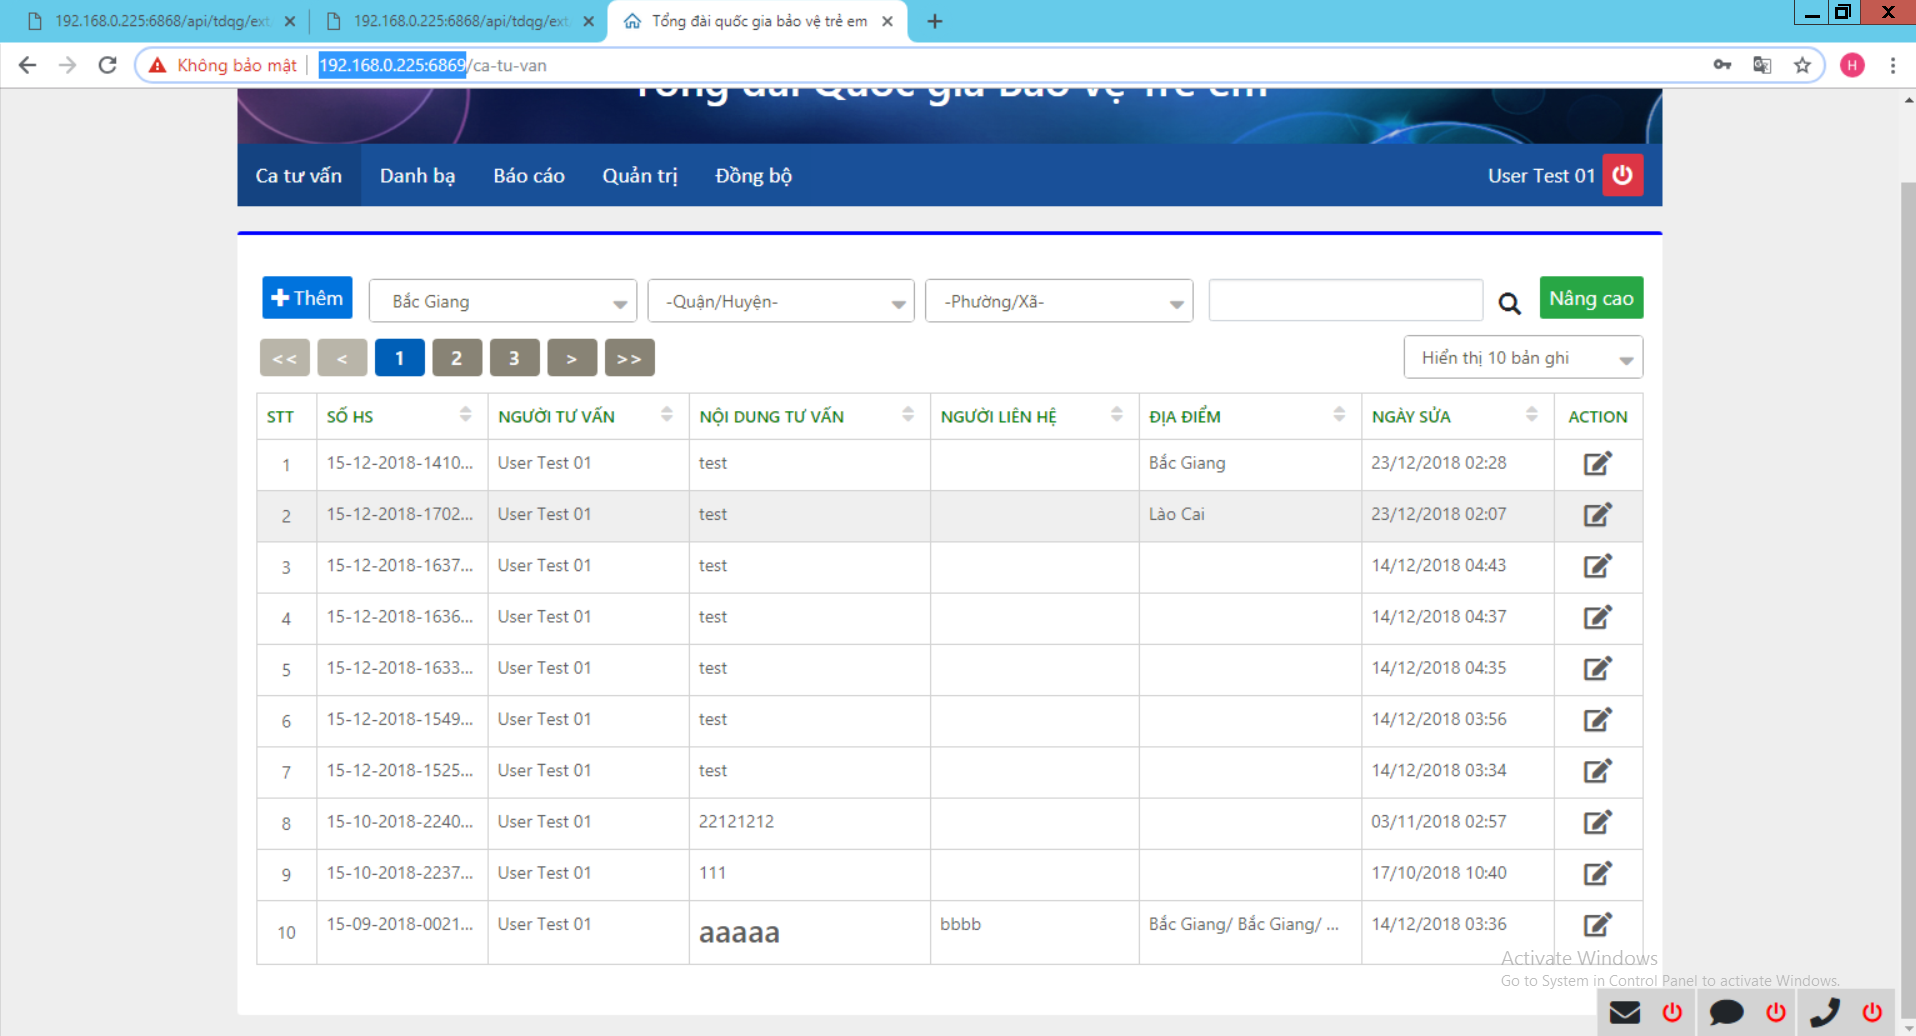 192.168.0.225:6868/api/tdqg/ext
192.168.0.225:6868/api/tdqg/ext
Tổng đài quốc gia bảo vệ trẻ em
Không bảo mật
192.168.0.225:6869/ca-tu-van
H
Tổng đài Quốc gia Bảo vệ Trẻ em
Ca tư vấn Danh bạ Báo cáo Quản trị Đồng bộ User Test 01
Thêm Bắc Giang -Quận/Huyện- -Phường/Xã- Nâng cao
<< < 1 2 3 > >> Hiển thị 10 bản ghi
STT SỐ HS NGƯỜI TƯ VẤN NỘI DUNG TƯ VẤN NGƯỜI LIÊN HỆ ĐỊA ĐIỂM NGÀY SỬA ACTION
1 15-12-2018-1410... User Test 01 test Bắc Giang 23/12/2018 02:28
2 15-12-2018-1702... User Test 01 test Lào Cai 23/12/2018 02:07
3 15-12-2018-1637... User Test 01 test 14/12/2018 04:43
4 15-12-2018-1636... User Test 01 test 14/12/2018 04:37
5 15-12-2018-1633... User Test 01 test 14/12/2018 04:35
6 15-12-2018-1549... User Test 01 test 14/12/2018 03:56
7 15-12-2018-1525... User Test 01 test 14/12/2018 03:34
8 15-10-2018-2240... User Test 01 22121212 03/11/2018 02:57
9 15-10-2018-2237... User Test 01 111 17/10/2018 10:40
10 15-09-2018-0021... User Test 01 aaaaa bbbb Bắc Giang/ Bắc Giang/ ... 14/12/2018 03:36
Activate Windows
Go to System in Control Panel to activate Windows.